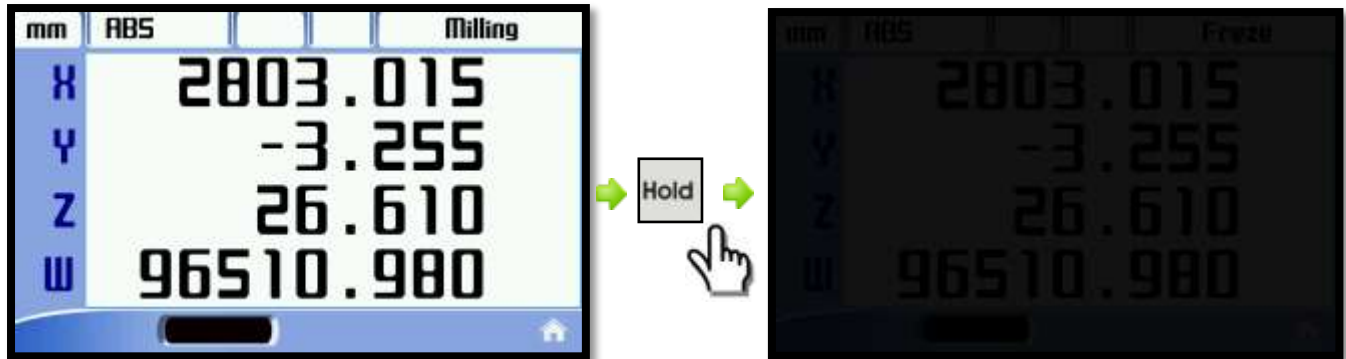 mm ABS Milling
X 2803.015
Y -3.255
Z 26.610
W 96510.980
Hold
mm ABS Freze
X 2803.015
Y -3.255
Z 26.610
W 96510.980